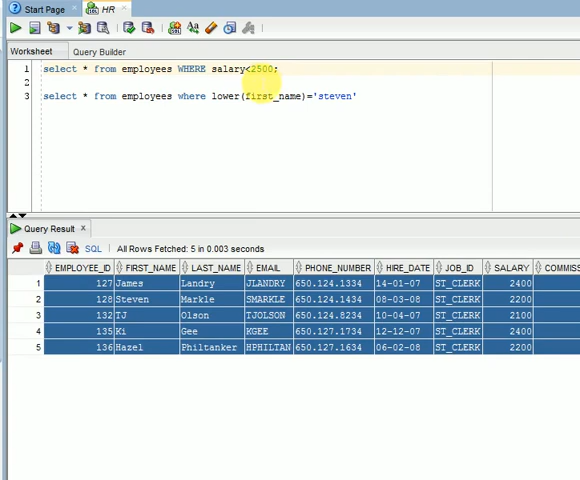 Start Page HR
Worksheet Query Builder
1 select * from employees WHERE salary<2500;
2
3 select * from employees where lower(first_name)='steven'
Query Result x
SQL | All Rows Fetched: 5 in 0.003 seconds
EMPLOYEE_ID FIRST_NAME LAST_NAME EMAIL PHONE_NUMBER HIRE_DATE JOB_ID SALARY COMMISS
1 127 James Landry JLANDRY 650.124.1334 14-01-07 ST_CLERK 2400
2 128 Steven Markle SMARKLE 650.124.1434 08-03-08 ST_CLERK 2200
3 132 TJ Olson TJOLSON 650.124.8234 10-04-07 ST_CLERK 2100
4 135 Ki Gee KGEE 650.127.1734 12-12-07 ST_CLERK 2400
5 136 Hazel Philtanker HPHILTAN 650.127.1634 06-02-08 ST_CLERK 2200